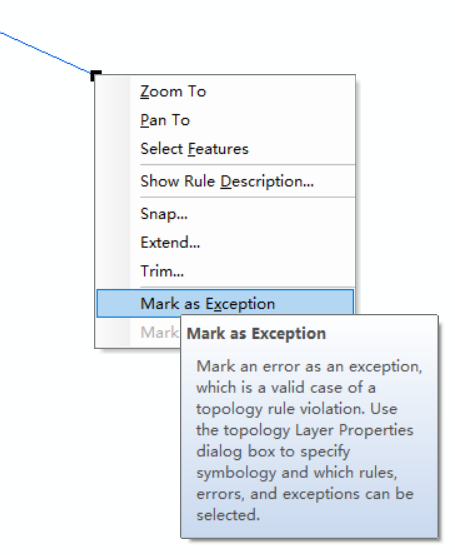 Zoom To
Pan To
Select Features
Show Rule Description...
Snap...
Extend...
Trim...
Mark as Exception
Mark
Mark as Exception
Mark an error as an exception,
which is a valid case of a
topology rule violation. Use
the topology Layer Properties
dialog box to specify
symbology and which rules,
errors, and exceptions can be
selected.